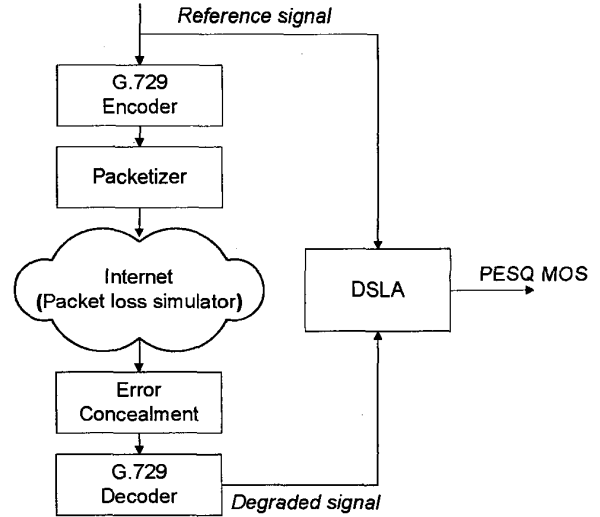 Reference signal
G.729
Encoder
Packetizer
Internet
(Packet loss simulator)
DSLA
PESQ MOS
Error
Concealment
G.729
Decoder
Degraded signal